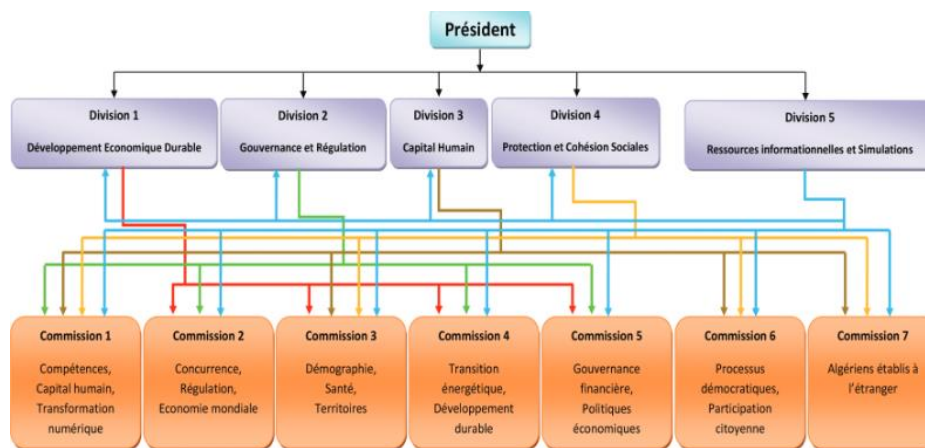 Président
Division 1
Développement Economique Durable
Division 2
Gouvernance et Régulation
Division 3
Capital Humain
Division 4
Protection et Cohésion Sociales
Division 5
Ressources informationnelles et Simulations
Commission 1
Compétences,
Capital humain,
Transformation
numérique
Commission 2
Concurrence,
Régulation,
Economie mondiale
Commission 3
Démographie,
Santé,
Territoires
Commission 4
Transition
énergétique,
Développement
durable
Commission 5
Gouvernance
financière,
Politiques
économiques
Commission 6
Processus
démocratiques,
Participation
citoyenne
Commission 7
Algériens établis à
l'étranger